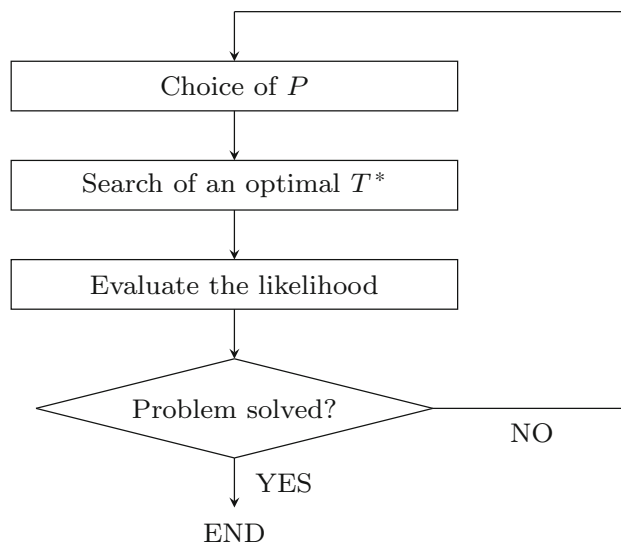 Choice of P
Search of an optimal T*
Evaluate the likelihood
Problem solved?
NO
YES
END